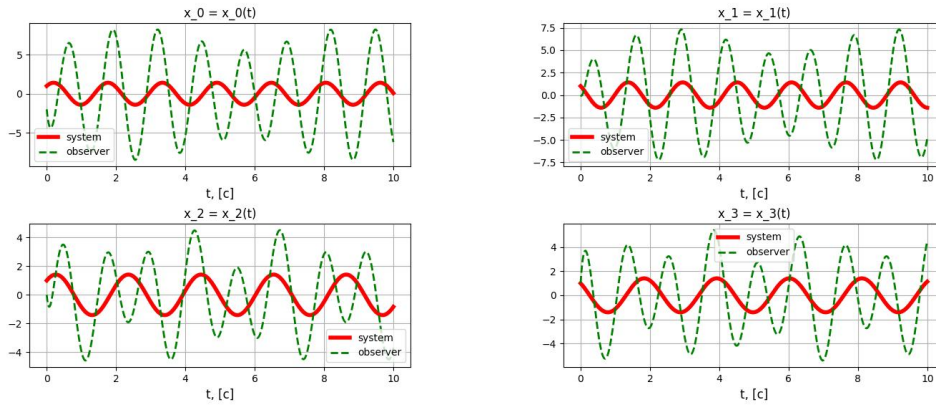 x_0 = x_0(t)
5
0
−5
system
observer
0 2 4 6 8 10
t, [c]
x_1 = x_1(t)
7.5
5.0
2.5
0.0
−2.5
−5.0
−7.5
system
observer
0 2 4 6 8 10
t, [c]
x_2 = x_2(t)
4
2
0
−2
−4
system
observer
0 2 4 6 8 10
t, [c]
x_3 = x_3(t)
4
2
0
−2
−4
system
observer
0 2 4 6 8 10
t, [c]